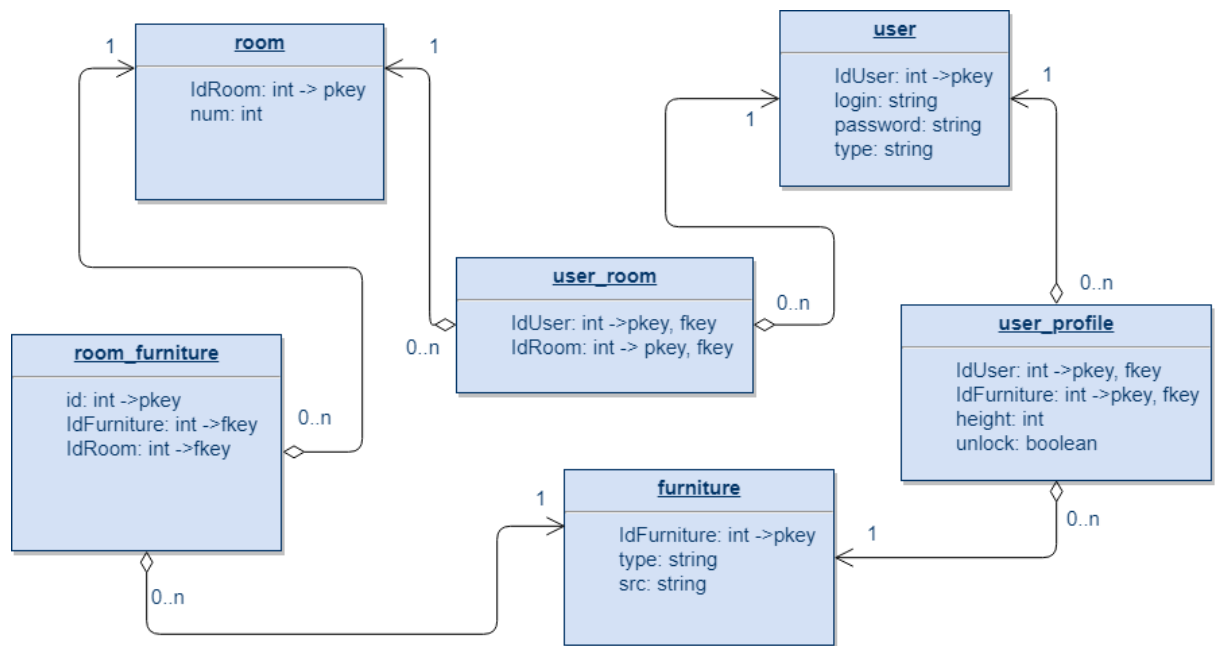 room
IdRoom: int -> pkey
num: int
1
1
user
IdUser: int ->pkey
login: string
password: string
type: string
1
1
user_room
IdUser: int ->pkey, fkey
IdRoom: int -> pkey, fkey
0..n
0..n
user_profile
IdUser: int ->pkey, fkey
IdFurniture: int ->pkey, fkey
height: int
unlock: boolean
0..n
0..n
room_furniture
id: int ->pkey
IdFurniture: int ->fkey
IdRoom: int ->fkey
0..n
0..n
furniture
IdFurniture: int ->pkey
type: string
src: string
1
1